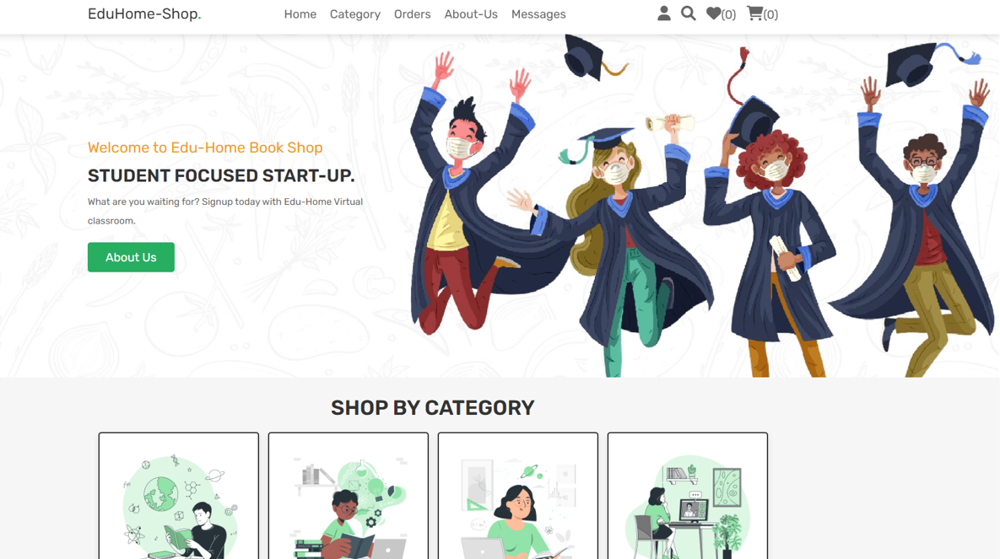 EduHome-Shop.
Home Category Orders About-Us Messages
(0) (0)
Welcome to Edu-Home Book Shop
STUDENT FOCUSED START-UP.
What are you waiting for? Signup today with Edu-Home Virtual
classroom.
About Us
SHOP BY CATEGORY